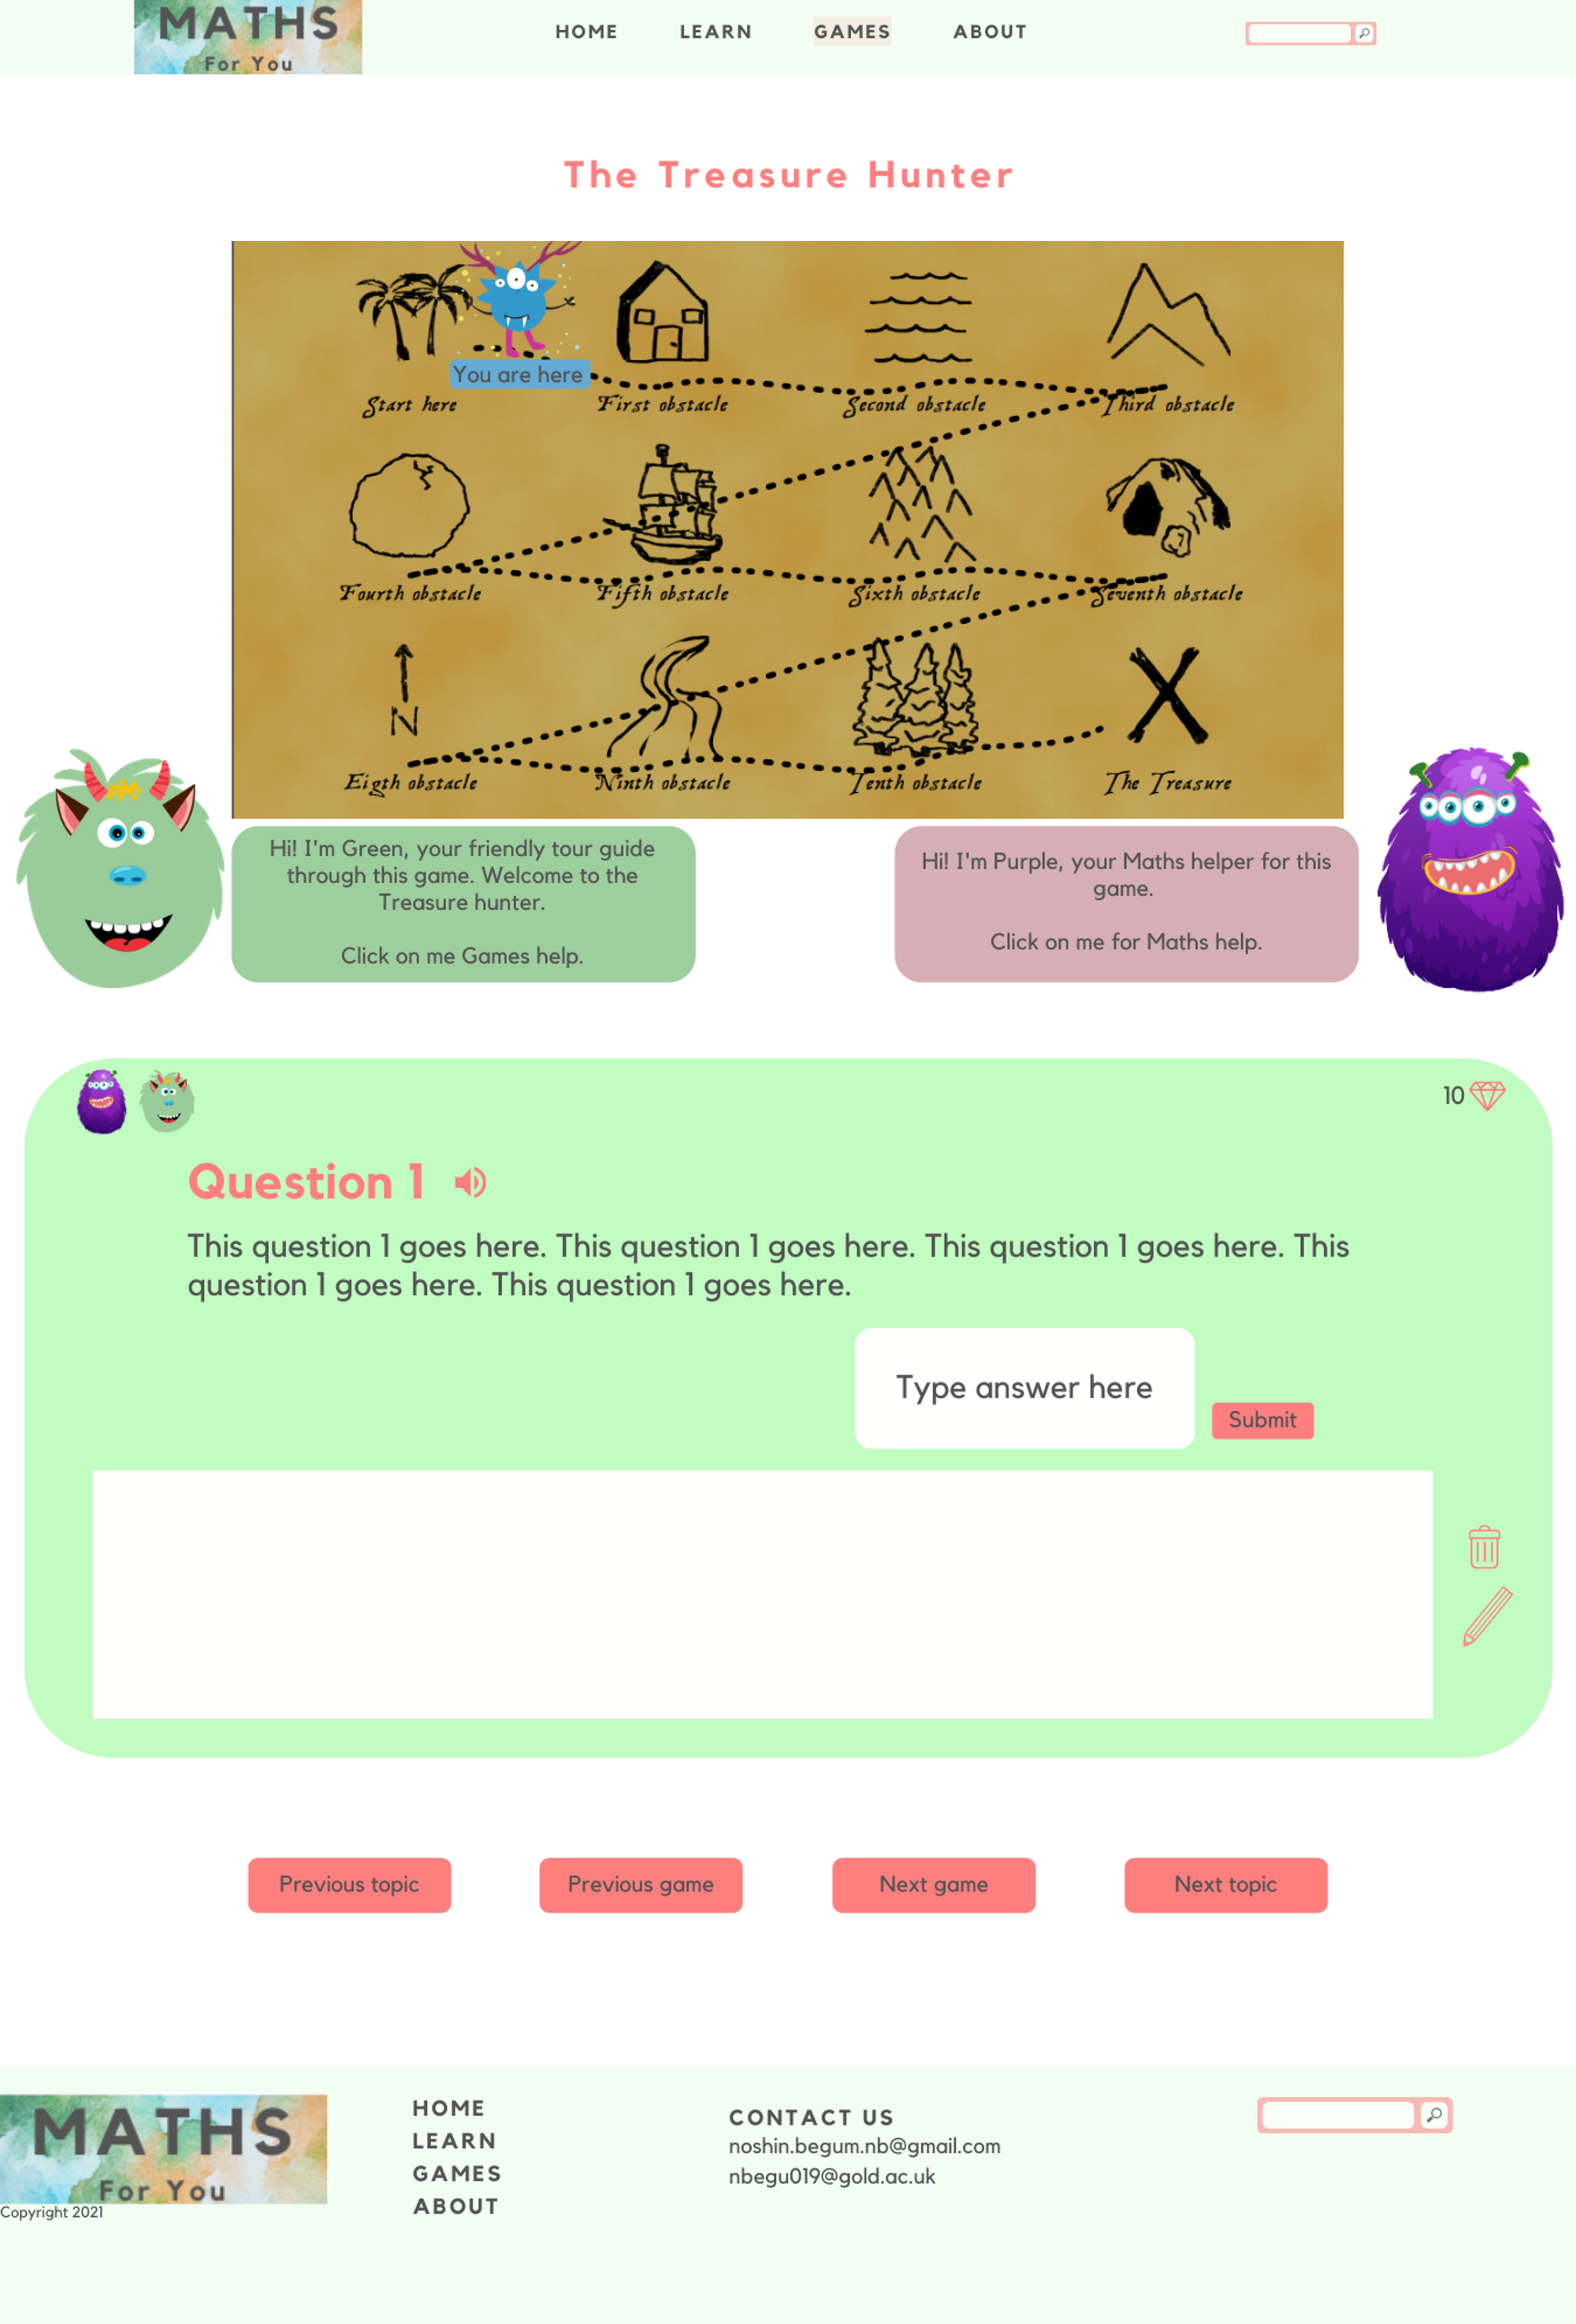 MATHS
For You
HOME LEARN GAMES ABOUT
The Treasure Hunter
You are here
Start here First obstacle Second obstacle Third obstacle
Fourth obstacle Fifth obstacle Sixth obstacle Seventh obstacle
N
Eigth obstacle Ninth obstacle Tenth obstacle The Treasure
Hi! I'm Green, your friendly tour guide
through this game. Welcome to the
Treasure hunter.
Click on me Games help.
Hi! I'm Purple, your Maths helper for this
game.
Click on me for Maths help.
10
Question 1
This question 1 goes here. This question 1 goes here. This question 1 goes here. This
question 1 goes here. This question 1 goes here.
Type answer here
Submit
Previous topic Previous game Next game Next topic
MATHS
For You
Copyright 2021
HOME
LEARN
GAMES
ABOUT
CONTACT US
noshin.begum.nb@gmail.com
nbegu019@gold.ac.uk